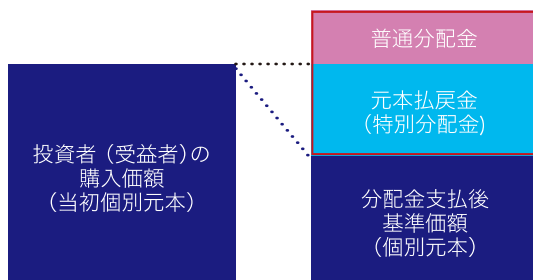 普通分配金
元本払戻金
(特別分配金)
投資者（受益者）の
購入価額
（当初個別元本）
分配金支払後
基準価額
（個別元本）